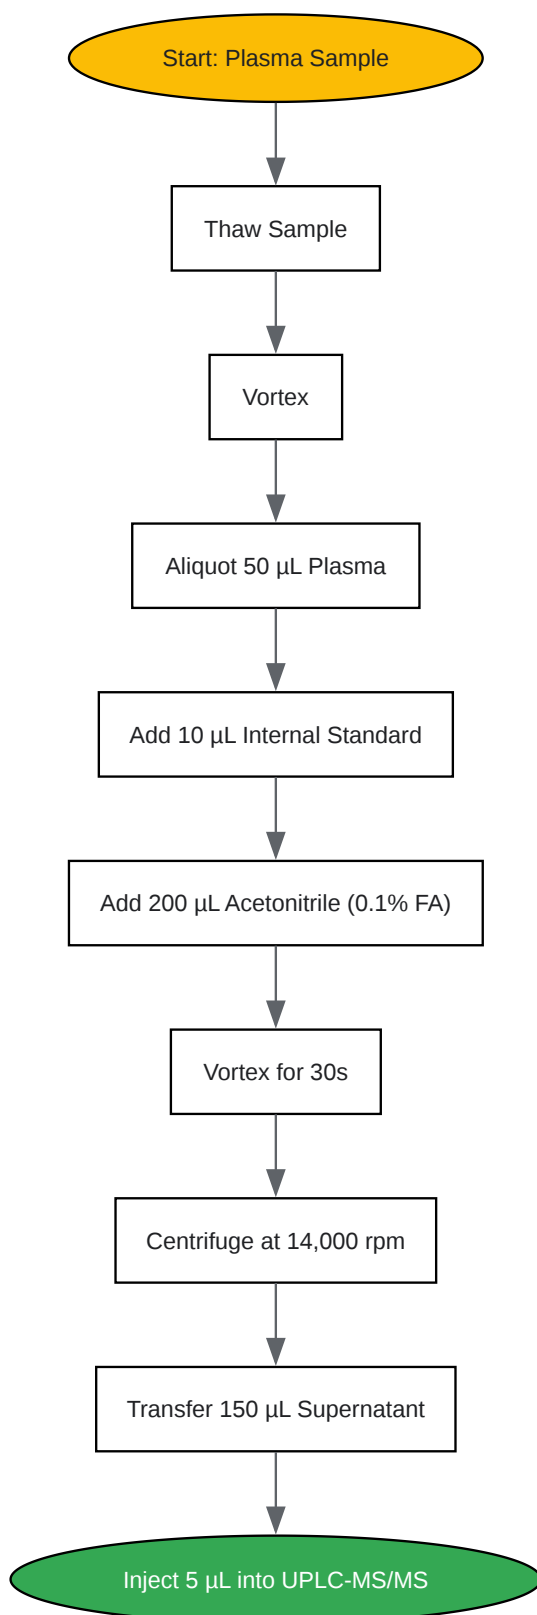 Start: Plasma Sample
Thaw Sample
Vortex
Aliquot 50 µL Plasma
Add 10 µL Internal Standard
Add 200 µL Acetonitrile (0.1% FA)
Vortex for 30s
Centrifuge at 14,000 rpm
Transfer 150 µL Supernatant
Inject 5 µL into UPLC-MS/MS